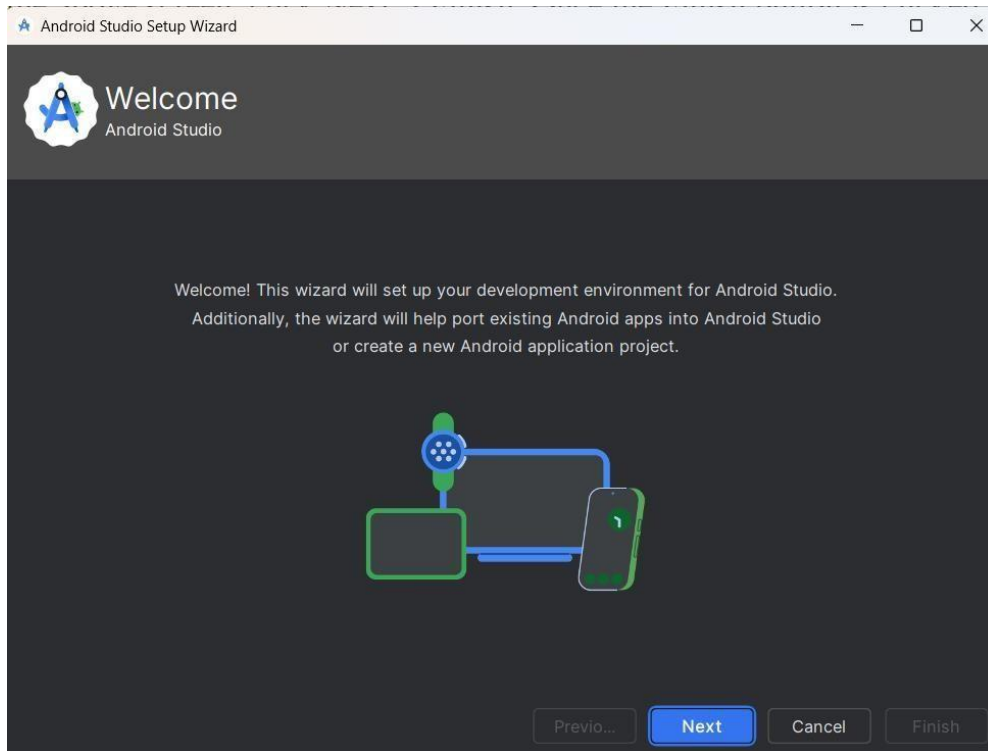 Android Studio Setup Wizard
Welcome
Android Studio
Welcome! This wizard will set up your development environment for Android Studio.
Additionally, the wizard will help port existing Android apps into Android Studio
or create a new Android application project.
Previo... Next Cancel Finish